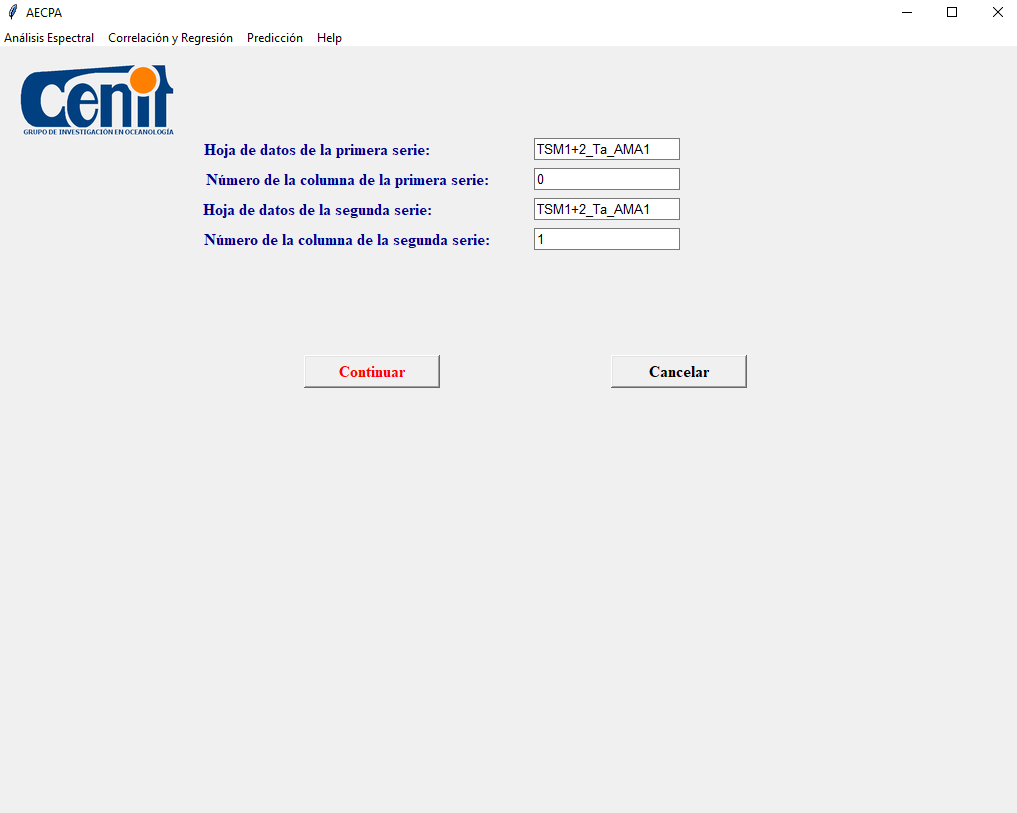 AECPA
Análisis Espectral Correlación y Regresión Predicción Help
cenit
GRUPO DE INVESTIGACIÓN EN OCEANOLOGÍA
Hoja de datos de la primera serie: TSM1+2_Ta_AMA1
Número de la columna de la primera serie: 0
Hoja de datos de la segunda serie: TSM1+2_Ta_AMA1
Número de la columna de la segunda serie: 1
Continuar Cancelar